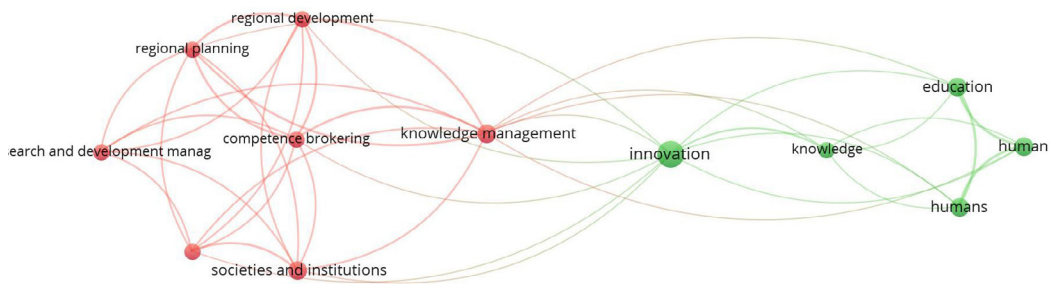 regional development
regional planning
education
competence brokering
knowledge management
human
search and development manag
innovation
knowledge
humans
societies and institutions